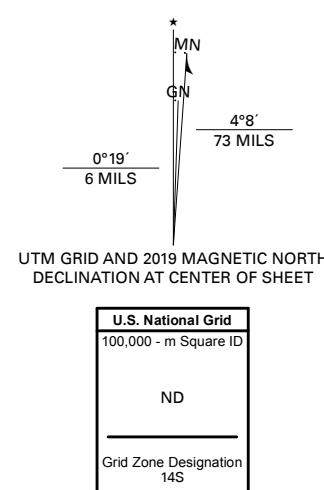 ★
MN
GN
4°8´
73 MILS
0°19´
6 MILS
UTM GRID AND 2019 MAGNETIC NORTH
DECLINATION AT CENTER OF SHEET
U.S. National Grid
100,000 - m Square ID
ND
Grid Zone Designation
14S